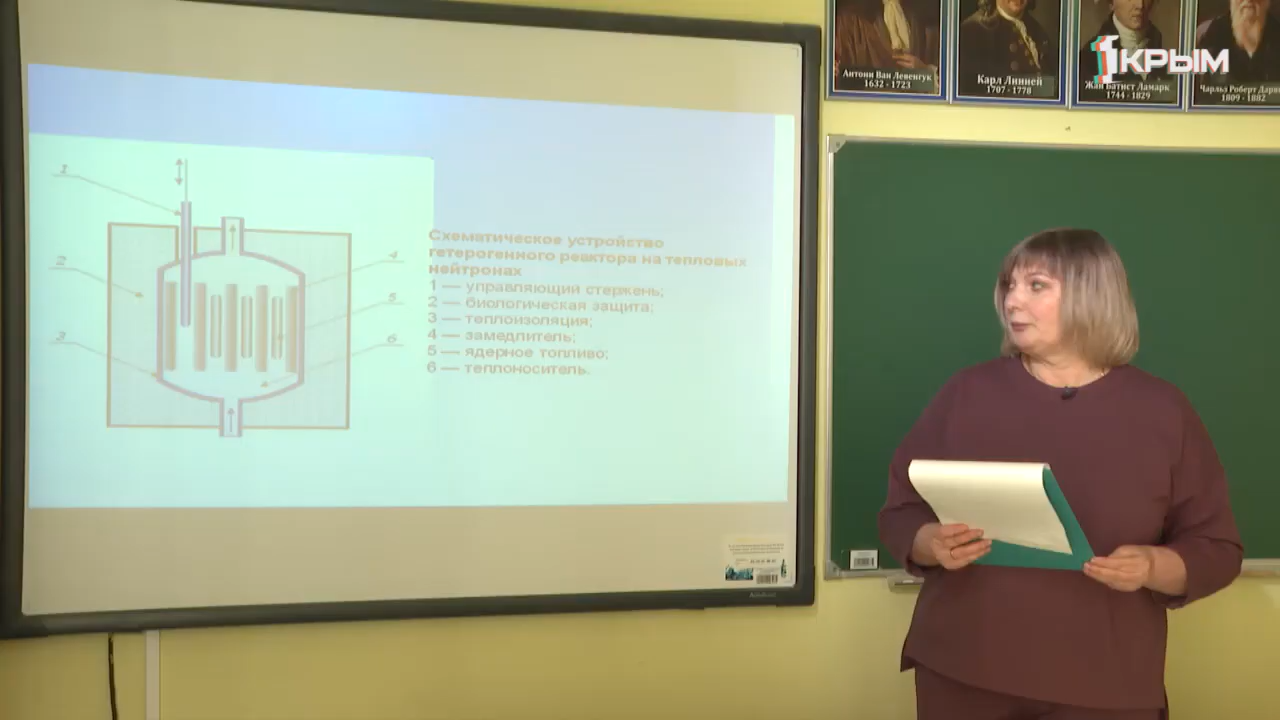 Антони Ван Левенгук
1632 - 1723
Карл Линней
1707 - 1778
Жан Батист Ламарк
1744 - 1829
Чарльз Роберт Дарв
1809 - 1882
1КРЫМ
1
2
3
4
5
6
Схематическое устройство
гетерогенного реактора на тепловых
нейтронах
1 — управляющий стержень;
2 — биологическая защита;
3 — теплоизоляция;
4 — замедлитель;
5 — ядерное топливо;
6 — теплоноситель.